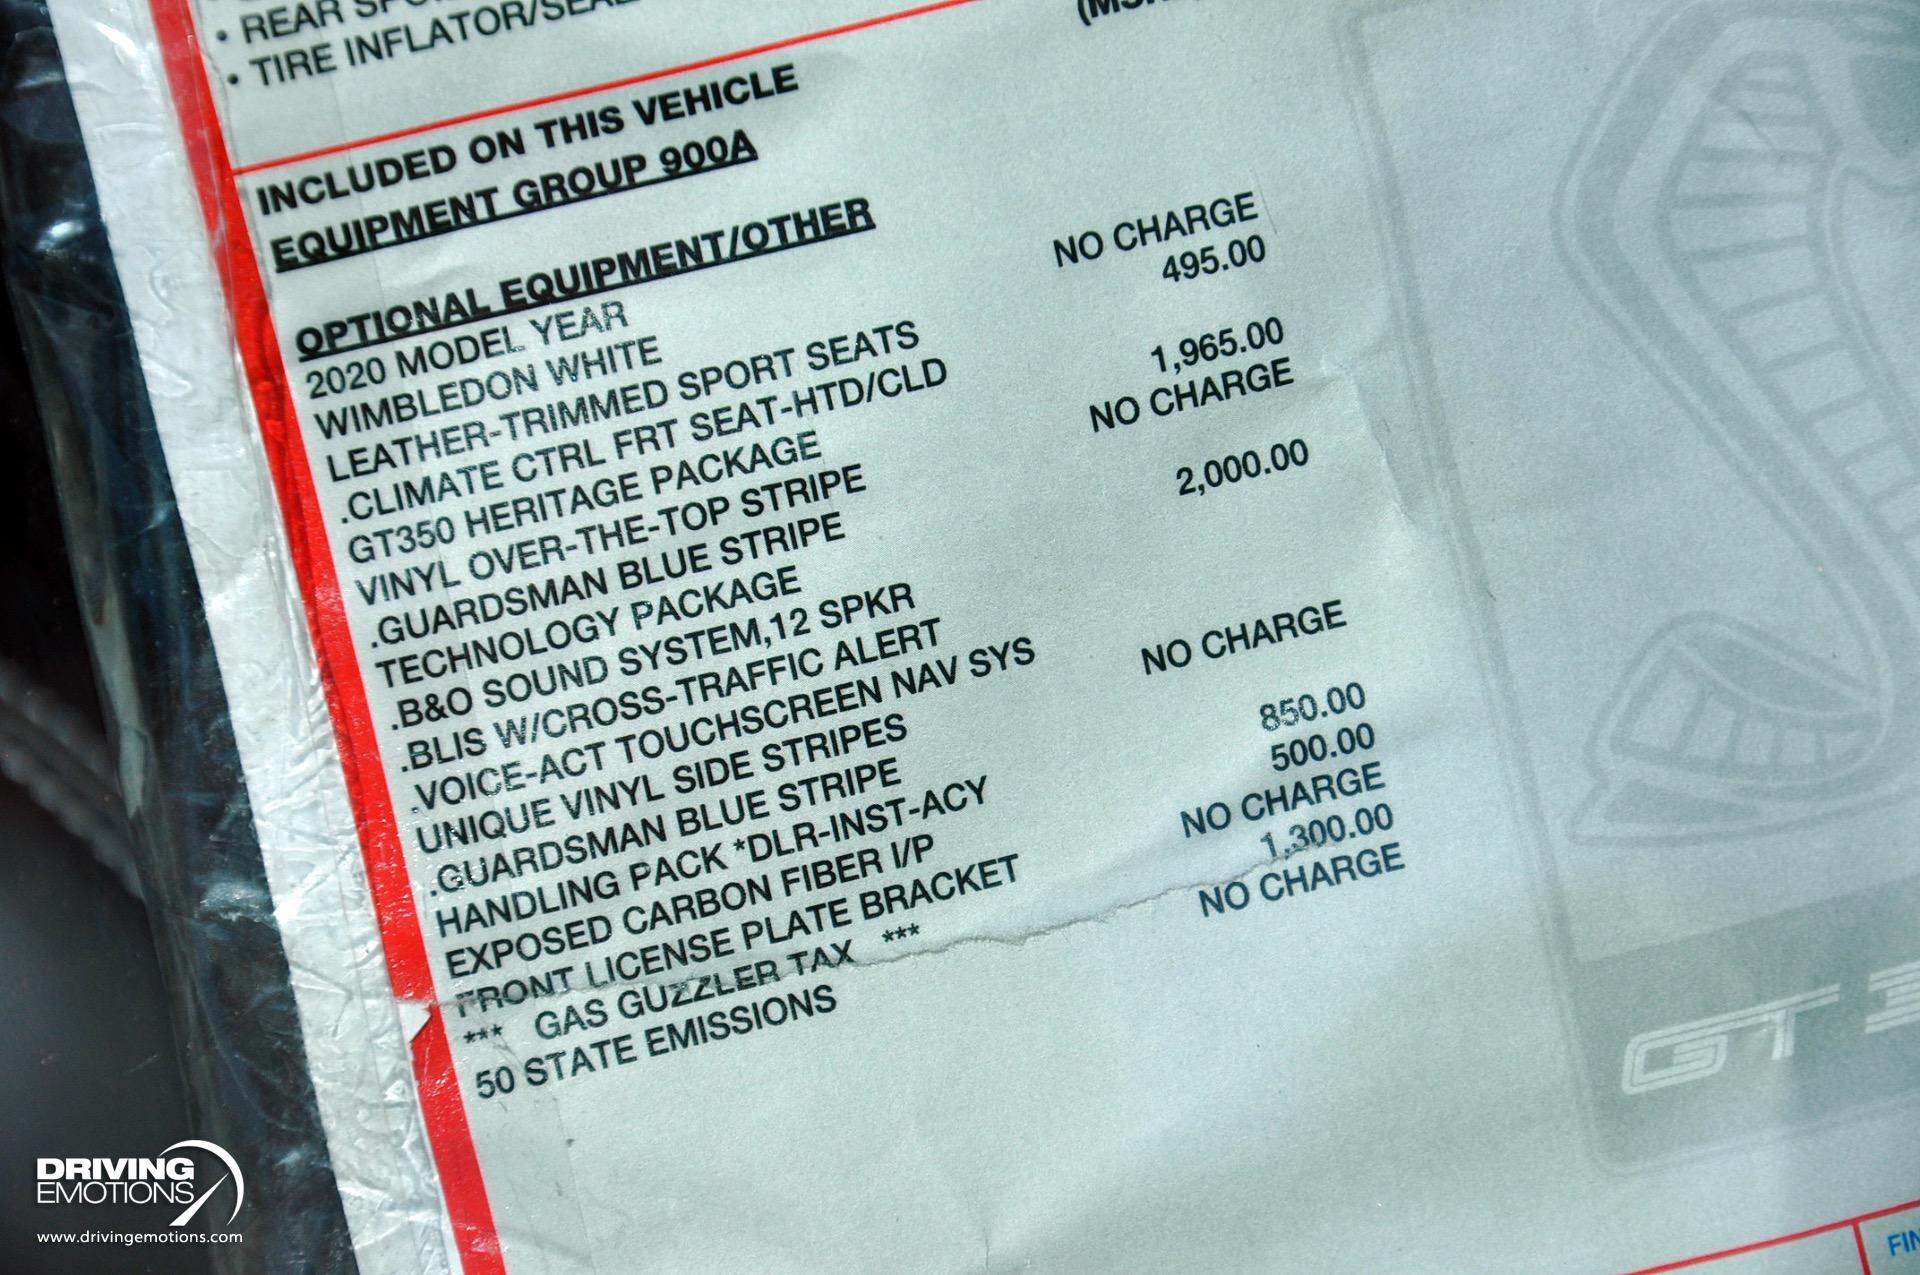 • REAR
• TIRE INFLATOR/
INCLUDED ON THIS VEHICLE
EQUIPMENT GROUP 900A
OPTIONAL EQUIPMENT/OTHER
2020 MODEL YEAR
WIMBLEDON WHITE NO CHARGE
LEATHER-TRIMMED SPORT SEATS 495.00
.CLIMATE CTRL FRT SEAT-HTD/CLD
GT350 HERITAGE PACKAGE 1,965.00
VINYL OVER-THE-TOP STRIPE NO CHARGE
.GUARDSMAN BLUE STRIPE
TECHNOLOGY PACKAGE 2,000.00
.B&O SOUND SYSTEM,12 SPKR
.BLIS W/CROSS-TRAFFIC ALERT
.VOICE-ACT TOUCHSCREEN NAV SYS
UNIQUE VINYL SIDE STRIPES NO CHARGE
.GUARDSMAN BLUE STRIPE
HANDLING PACK *DLR-INST-ACY 850.00
EXPOSED CARBON FIBER I/P 500.00
FRONT LICENSE PLATE BRACKET NO CHARGE
*** GAS GUZZLER TAX *** 1,300.00
50 STATE EMISSIONS NO CHARGE
GT
DRIVING
EMOTIONS
www.drivingemotions.com